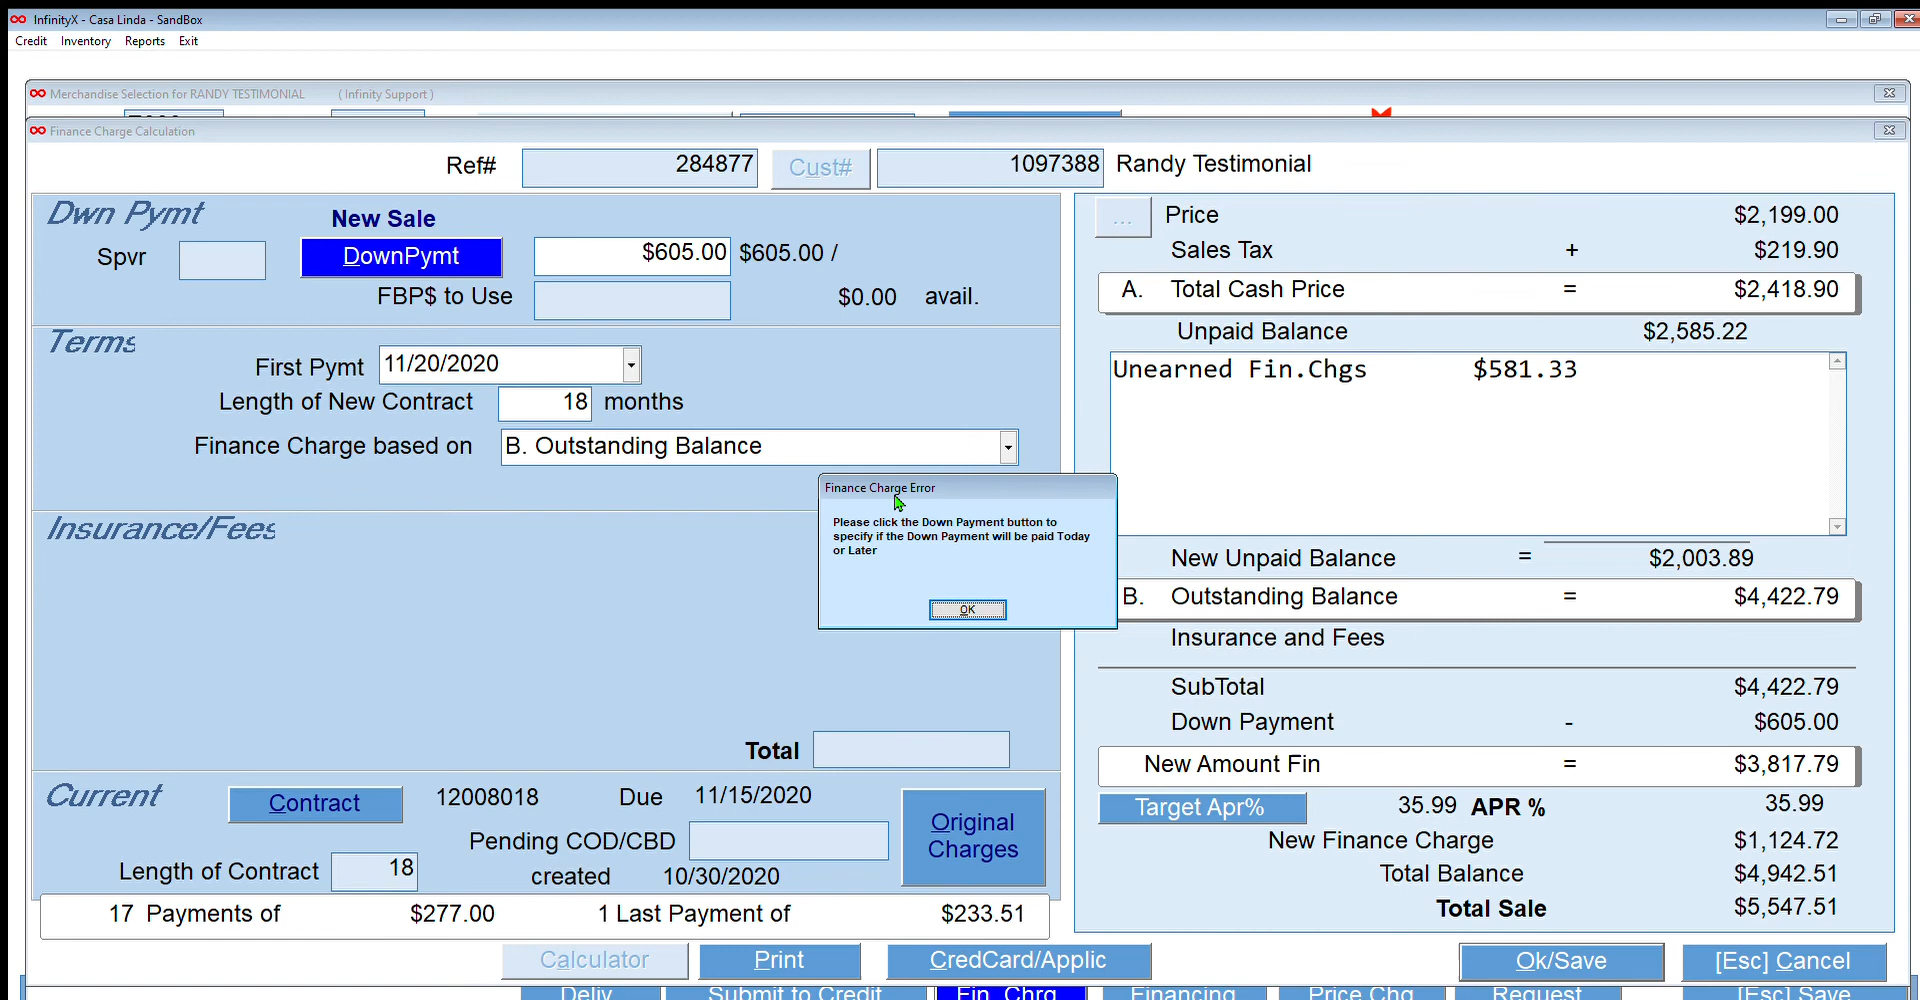 InfinityX - Casa Linda - SandBox
Credit Inventory Reports Exit
Merchandise Selection for RANDY TESTIMONIAL ( Infinity Support )
Finance Charge Calculation
Ref# 284877 Cust# 1097388 Randy Testimonial
Dwn Pymt
New Sale
Spvr DownPymt $605.00 $605.00 /
FBP$ to Use $0.00 avail.
Terms
First Pymt 11/20/2020
Length of New Contract 18 months
Finance Charge based on B. Outstanding Balance
Insurance/Fees
Total
Current
Contract 12008018 Due 11/15/2020
Pending COD/CBD
Original Charges
Length of Contract 18 created 10/30/2020
17 Payments of $277.00 1 Last Payment of $233.51
... Price $2,199.00
Sales Tax + $219.90
A. Total Cash Price = $2,418.90
Unpaid Balance $2,585.22
Unearned Fin.Chgs $581.33
New Unpaid Balance = $2,003.89
B. Outstanding Balance = $4,422.79
Insurance and Fees
SubTotal $4,422.79
Down Payment - $605.00
New Amount Fin = $3,817.79
Target Apr% 35.99 APR % 35.99
New Finance Charge $1,124.72
Total Balance $4,942.51
Total Sale $5,547.51
Finance Charge Error
Please click the Down Payment button to
specify if the Down Payment will be paid Today
or Later
OK
Calculator Print CredCard/Applic Ok/Save [Esc] Cancel
Deliv Submit to Credit Fin. Chrg Financing Price Chg Request [Esc] Save